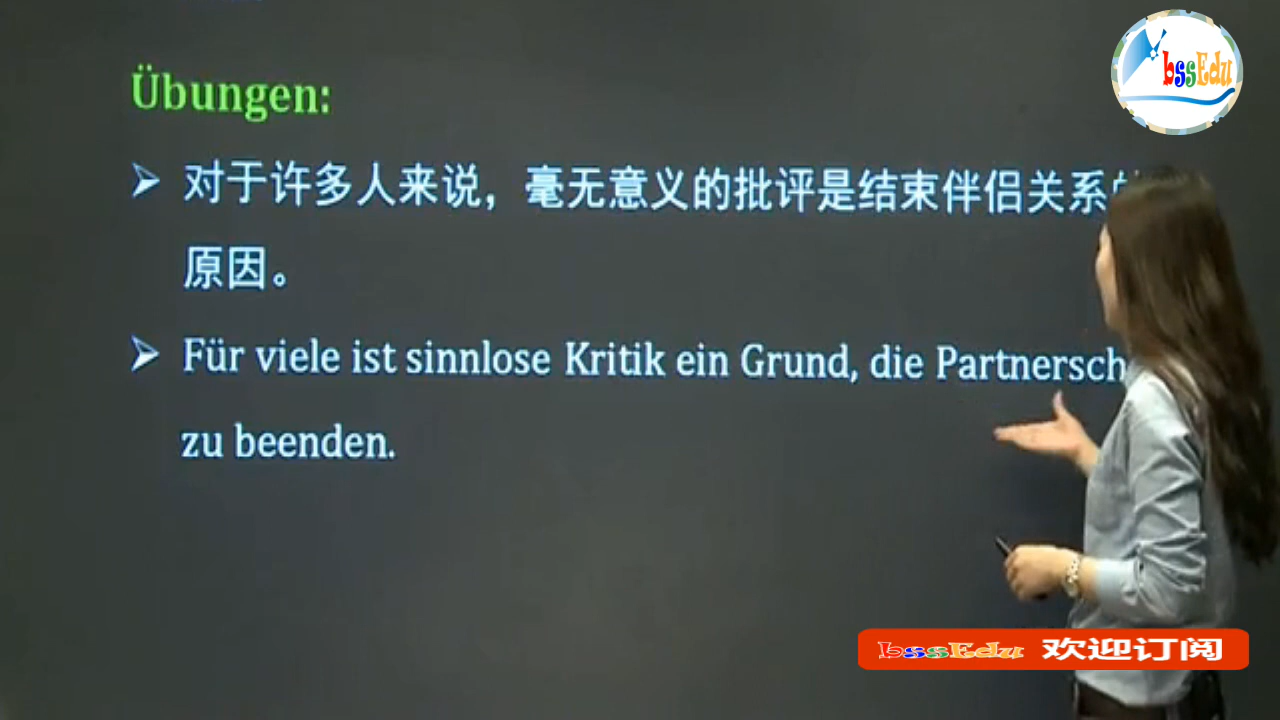 bssEdu
Übungen:
对于许多人来说，毫无意义的批评是结束伴侣关系
原因。
Für viele ist sinnlose Kritik ein Grund, die
zu beenden.
bssEdu 欢迎订阅